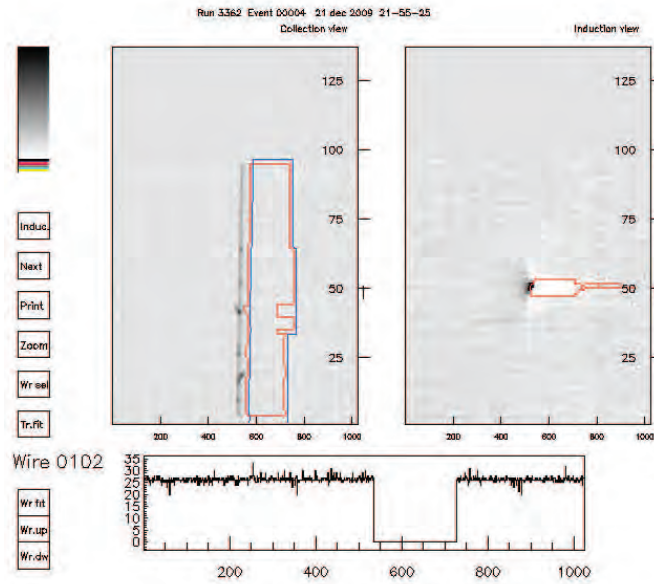 Run 3362 Event 00004 21 dec 2009 21-55-25
Collection view
Induction view
125
100
75
50
25
200 400 600 800 1000
125
100
75
50
25
200 400 600 800 1000
Induc.
Next
Print
Zoom
Wr sel
Tr.fit
Wire 0102
Wr fit
Wr.up
Wr.dw
35
30
25
20
15
10
5
0
200 400 600 800 1000